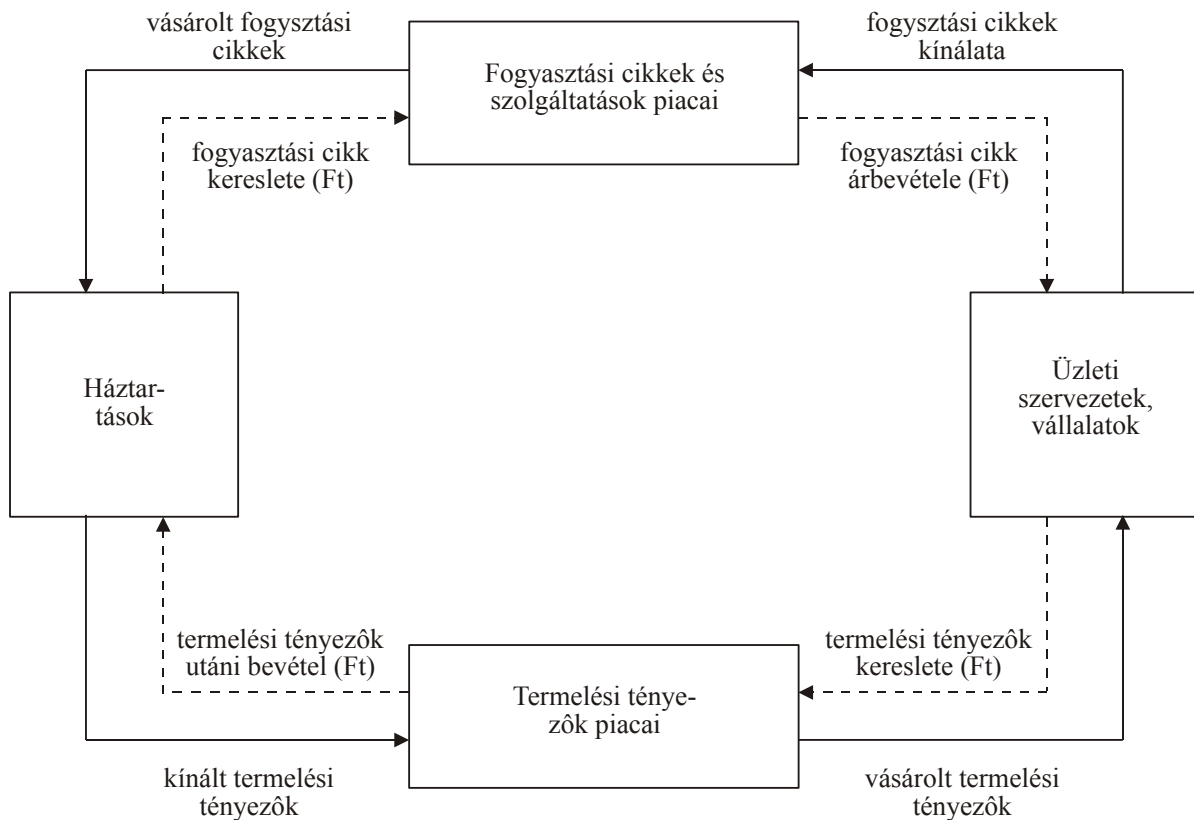 vásárolt fogysztási
cikkek
Fogyasztási cikkek és
szolgáltatások piacai
fogysztási cikkek
kínálata
fogyasztási cikk
kereslete (Ft)
fogyasztási cikk
árbevétele (Ft)
Háztar-
tások
Üzleti
szervezetek,
vállalatok
termelési tényezôk
utáni bevétel (Ft)
Termelési ténye-
zôk piacai
termelési tényezôk
kereslete (Ft)
kínált termelési
tényezôk
vásárolt termelési
tényezôk